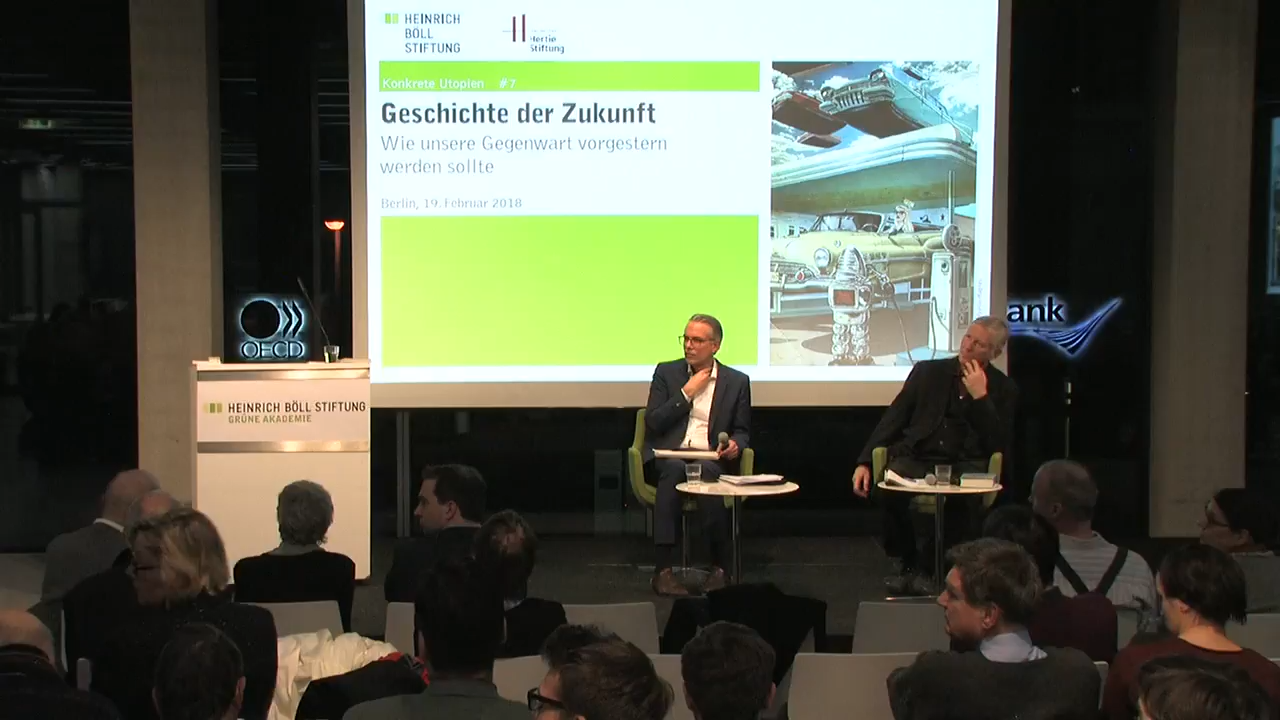 HEINRICH
BÖLL
STIFTUNG
Hertie
Stiftung
Konkrete Utopien #7
Geschichte der Zukunft
Wie unsere Gegenwart vorgestern
werden sollte
Berlin, 19. Februar 2018
OECD
ank
HEINRICH BÖLL STIFTUNG
GRÜNE AKADEMIE